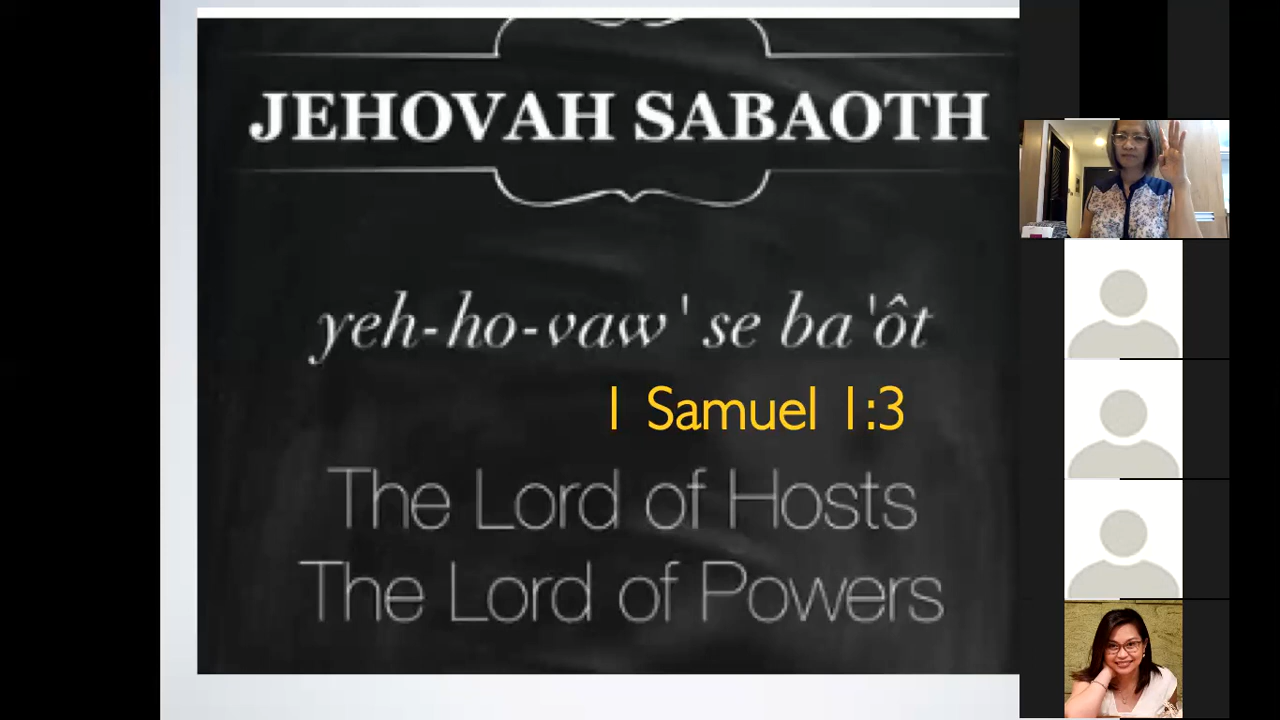 JEHOVAH SABAOTH
yeh-ho-vaw' se ba'ôt
1 Samuel 1:3
The Lord of Hosts
The Lord of Powers